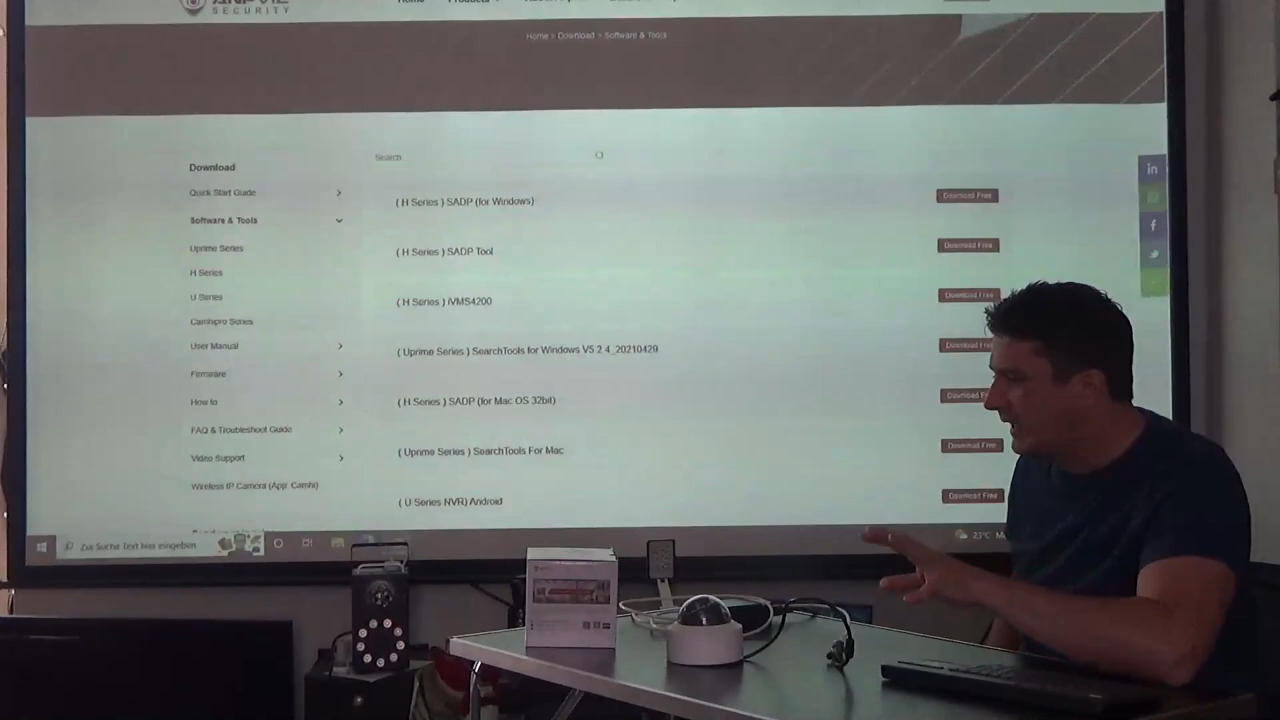 SECURITY
Home > Download > Software & Tools
Download
Search
Quick Start Guide
Software & Tools
Uprime Series
H Series
U Series
Camhipro Series
User Manual
Firmware
How to
FAQ & Troubleshoot Guide
Video Support
Wireless IP Camera (App: Camhi)
( H Series ) SADP (for Windows)
Download Free
( H Series ) SADP Tool
Download Free
( H Series ) iVMS4200
Download Free
( Uprime Series ) SearchTools for Windows V5.2.4_20210429
( H Series ) SADP (for Mac OS 32bit)
( Uprime Series ) SearchTools For Mac
Download Free
( U Series NVR) Android
Download Free
in
f
Zur Suche Text hier eingeben
23°C